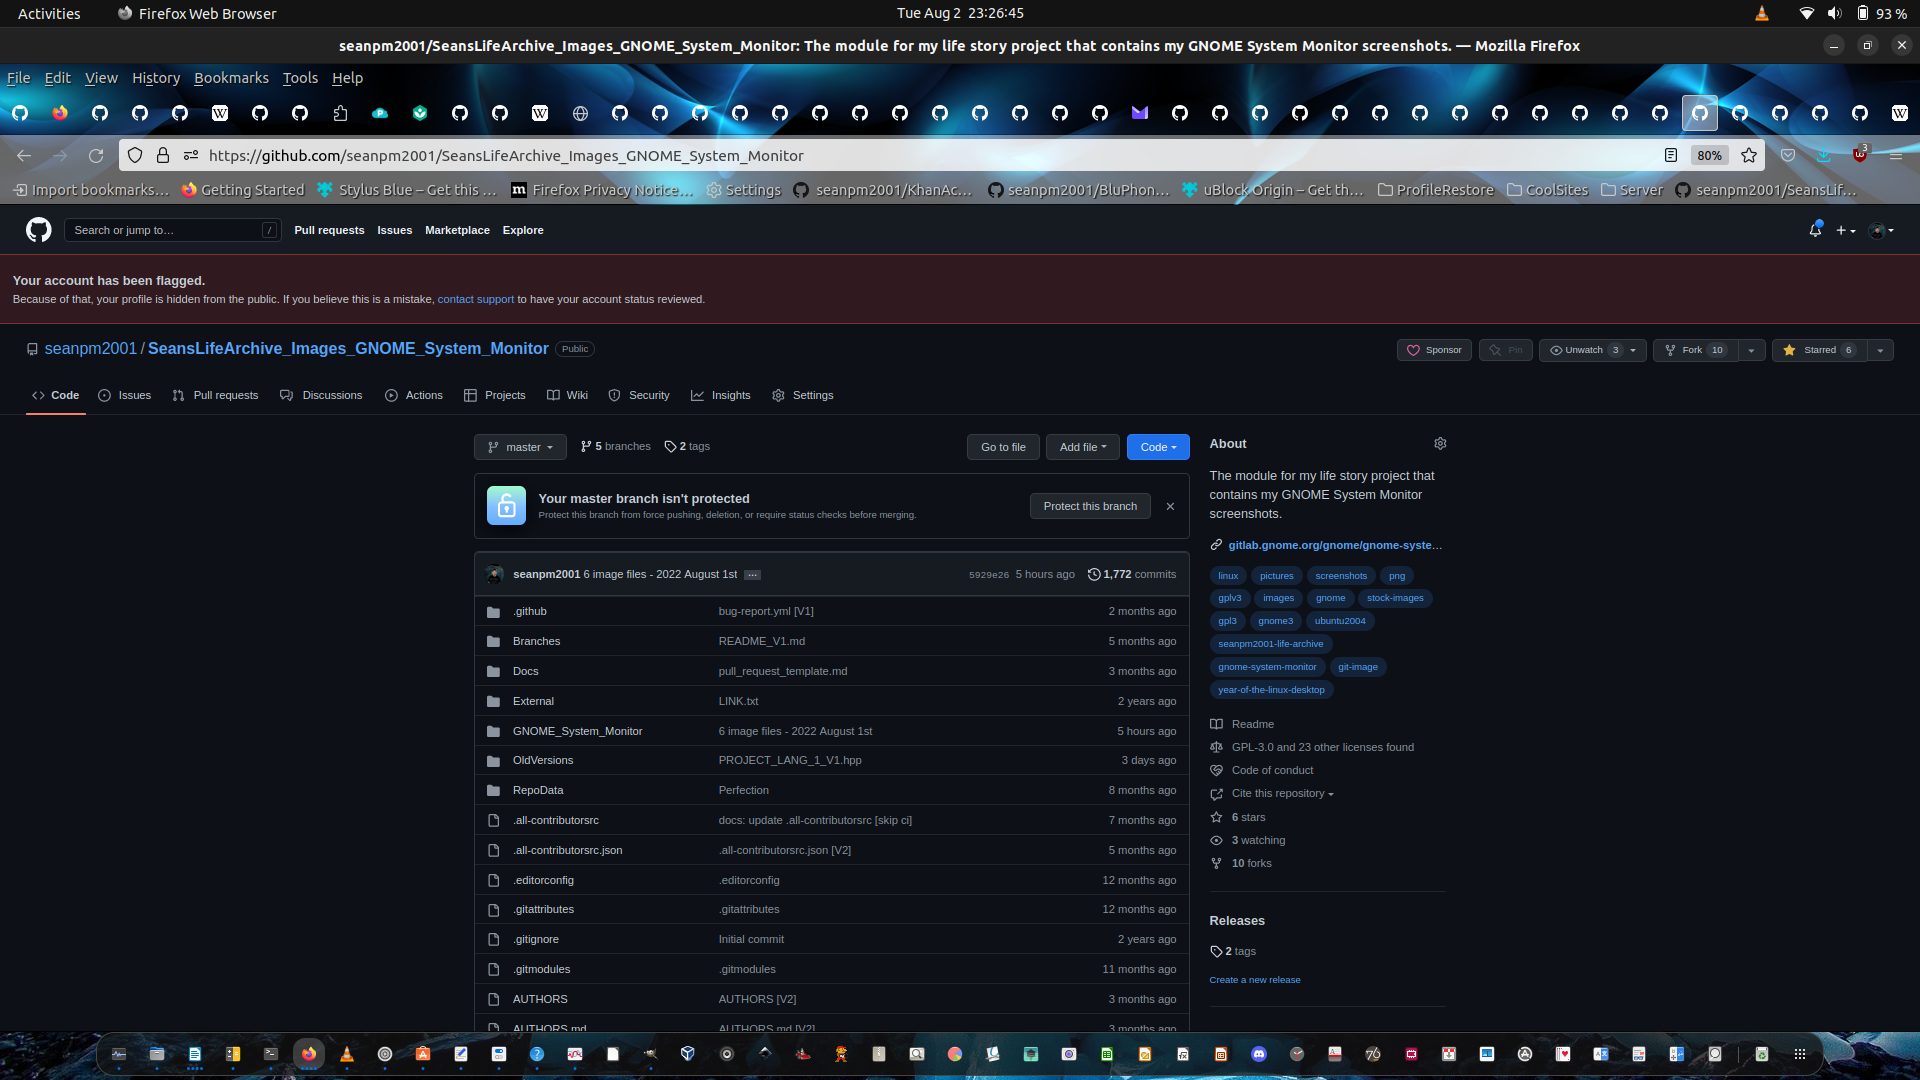 Activities
Firefox Web Browser
Tue Aug 2 23:26:45
93 %
seanpm2001/SeansLifeArchive_Images_GNOME_System_Monitor: The module for my life story project that contains my GNOME System Monitor screenshots. — Mozilla Firefox
File Edit View History Bookmarks Tools Help
https://github.com/seanpm2001/SeansLifeArchive_Images_GNOME_System_Monitor
80%
3
Import bookmarks… Getting Started Stylus Blue – Get this … Firefox Privacy Notice… Settings seanpm2001/KhanAc… seanpm2001/BluPhon… uBlock Origin – Get th… ProfileRestore CoolSites Server seanpm2001/SeansLif…
Search or jump to… /
Pull requests Issues Marketplace Explore
Your account has been flagged.
Because of that, your profile is hidden from the public. If you believe this is a mistake, contact support to have your account status reviewed.
seanpm2001 / SeansLifeArchive_Images_GNOME_System_Monitor Public
Sponsor Pin Unwatch 3 Fork 10 Starred 6
Code Issues Pull requests Discussions Actions Projects Wiki Security Insights Settings
master 5 branches 2 tags
Go to file Add file Code
Your master branch isn't protected
Protect this branch from force pushing, deletion, or require status checks before merging.
Protect this branch
seanpm2001 6 image files - 2022 August 1st … 5929e26 5 hours ago 1,772 commits
.github bug-report.yml [V1] 2 months ago
Branches README_V1.md 5 months ago
Docs pull_request_template.md 3 months ago
External LINK.txt 2 years ago
GNOME_System_Monitor 6 image files - 2022 August 1st 5 hours ago
OldVersions PROJECT_LANG_1_V1.hpp 3 days ago
RepoData Perfection 8 months ago
.all-contributorsrc docs: update .all-contributorsrc [skip ci] 7 months ago
.all-contributorsrc.json .all-contributorsrc.json [V2] 5 months ago
.editorconfig .editorconfig 12 months ago
.gitattributes .gitattributes 12 months ago
.gitignore Initial commit 2 years ago
.gitmodules .gitmodules 11 months ago
AUTHORS AUTHORS [V2] 3 months ago
AUTHORS.md AUTHORS.md [V2] 3 months ago
About
The module for my life story project that
contains my GNOME System Monitor
screenshots.
gitlab.gnome.org/gnome/gnome-syste…
linux pictures screenshots png
gplv3 images gnome stock-images
gpl3 gnome3 ubuntu2004
seanpm2001-life-archive
gnome-system-monitor git-image
year-of-the-linux-desktop
Readme
GPL-3.0 and 23 other licenses found
Code of conduct
Cite this repository
6 stars
3 watching
10 forks
Releases
2 tags
Create a new release